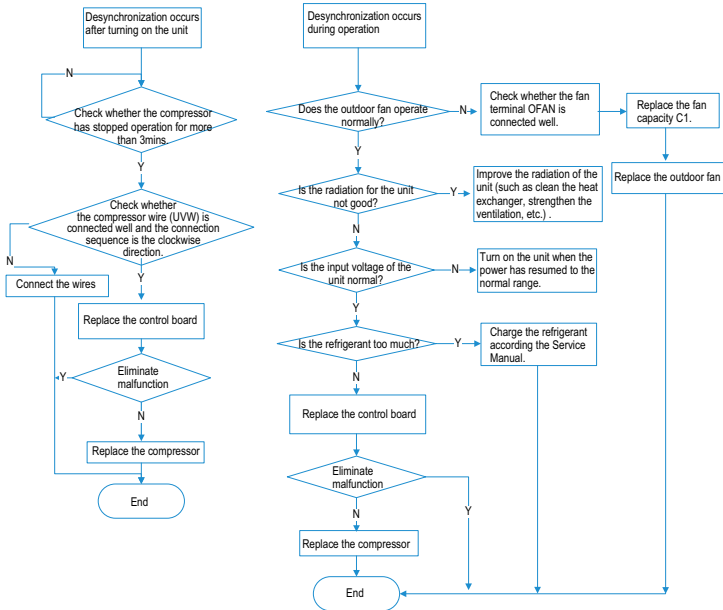 Desynchronization occurs
after turning on the unit
N
Check whether the compressor
has stopped operation for more
than 3mins.
Y
Check whether
the compressor wire (UVW) is
connected well and the connection
sequence is the clockwise
direction.
N
Y
Connect the wires
Replace the control board
Eliminate
malfunction
Y
N
Replace the compressor
End
Desynchronization occurs
during operation
Does the outdoor fan operate
normally?
N
Check whether the fan
terminal OFAN is
connected well.
Replace the fan
capacity C1.
Replace the outdoor fan
Y
Is the radiation for the unit
not good?
Y
Improve the radiation of the
unit (such as clean the heat
exchanger, strengthen the
ventilation, etc.) .
N
Is the input voltage of the
unit normal?
N
Turn on the unit when the
power has resumed to the
normal range.
Y
Is the refrigerant too much?
Y
Charge the refrigerant
according the Service
Manual.
N
Replace the control board
Eliminate
malfunction
Y
N
Replace the compressor
End